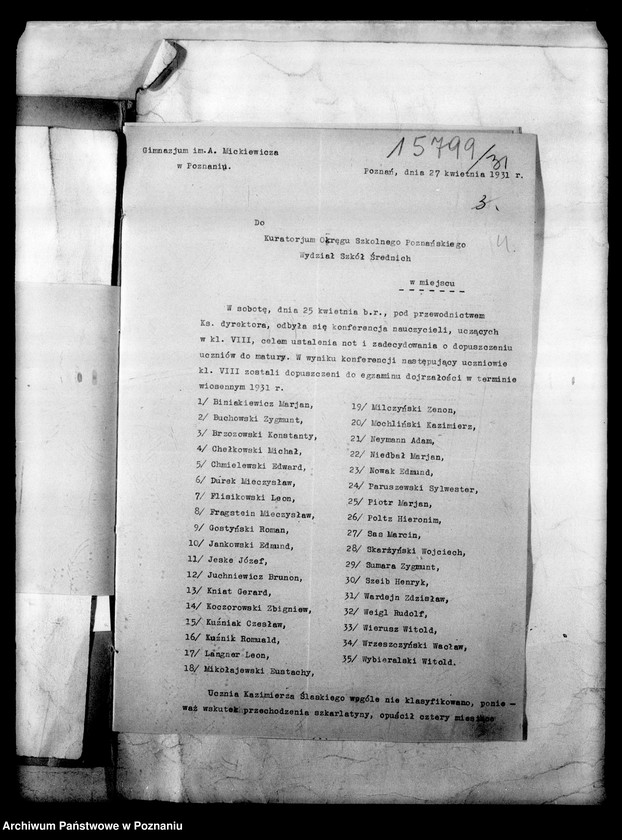 15799/31
Gimnazjum im.A. Mickiewicza
w Poznaniu.
Poznań, dnia 27 kwietnia 1931 r.
3.
4.
Do
Kuratorjum Okręgu Szkolnego Poznańskiego
Wydział Szkół Średnich
w miejscu
W sobotę, dnia 25 kwietnia b.r., pod przewodnictwem
Ks. dyrektora, odbyła się konferencja nauczycieli, uczących
w kl. VIII, celem ustalenia not i zadecydowania o dopuszczeniu
uczniów do matury. W wyniku konferencji następujący uczniowie
kl. VIII zostali dopuszczeni do egzaminu dojrzałości w terminie
wiosennym 1931 r.
1/ Biniakiewicz Marjan,
2/ Buchowski Zygmunt,
3/ Brzozowski Konstanty,
4/ Chełkowski Michał,
5/ Chmielewski Edward,
6/ Durek Mieczysław,
7/ Flisikowski Leon,
8/ Fragstein Mieczysław,
9/ Gostyński Roman,
10/ Jankowski Edmund,
11/ Jeske Józef,
12/ Juchniewicz Brunon,
13/ Kniat Gerard,
14/ Koczorowski Zbigniew,
15/ Kuźniak Czesław,
16/ Kuźnik Romuald,
17/ Langner Leon,
18/ Mikołajewski Eustachy,
19/ Milczyński Zenon,
20/ Mochliński Kazimierz,
21/ Neymann Adam,
22/ Niedbał Marjan,
23/ Nowak Edmund,
24/ Paruszewski Sylwester,
25/ Piotr Marjan,
26/ Poltz Hieronim,
27/ Sas Marcin,
28/ Skarżyński Wojciech,
29/ Sumara Zygmunt,
30/ Szeib Henryk,
31/ Wardejn Zdzisław,
32/ Weigl Rudolf,
33/ Wierusz Witold,
34/ Wrzeszczyński Wacław,
35/ Wybieralski Witold.
Ucznia Kazimierza Ślaskiego wogóle nie klasyfikowano, ponie-
waż wskutek przechodzenia szkarlatyny, opuścił cztery miesiące
Archiwum Państwowe w Poznaniu